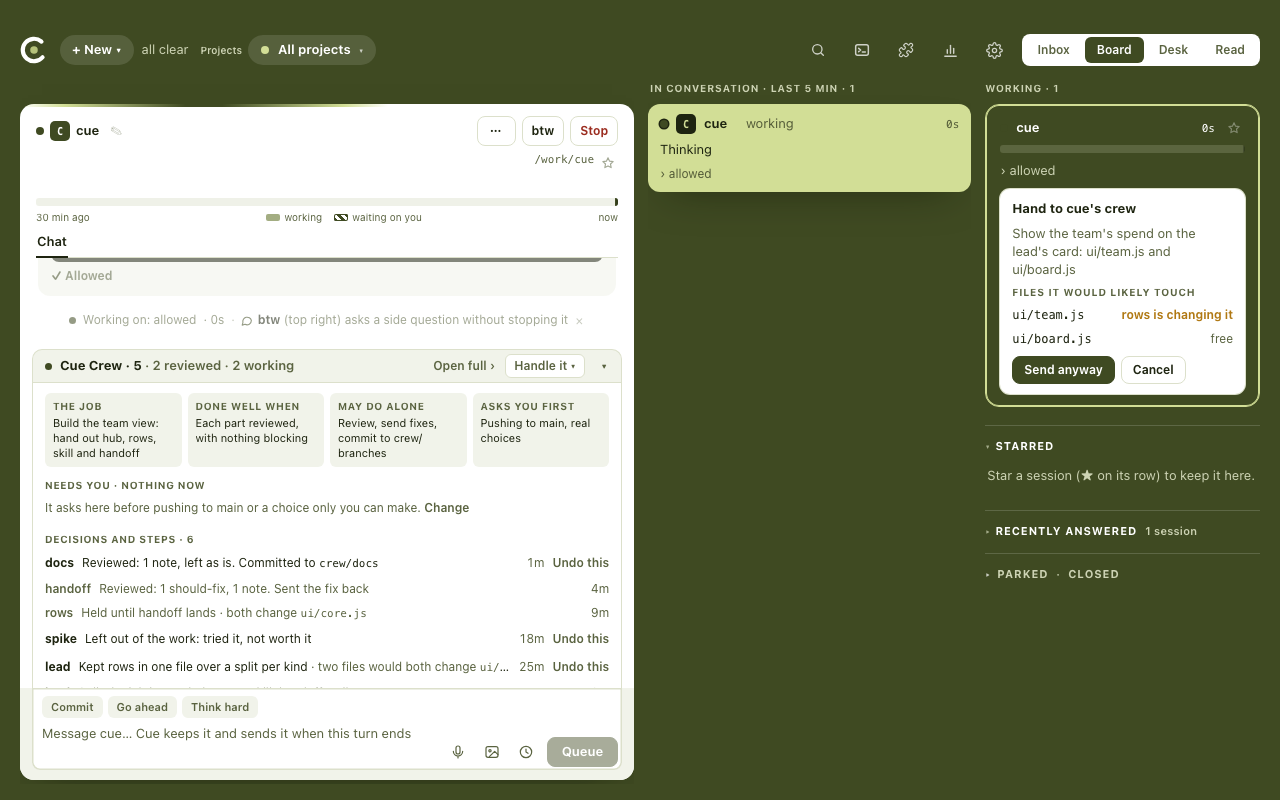 + New ▾
all clear
Projects
All projects ▾
Inbox
Board
Desk
Read
C cue
···
btw
Stop
/work/cue
30 min ago
working
waiting on you
now
Chat
✓ Allowed
Working on: allowed · 0s · btw (top right) asks a side question without stopping it ×
Cue Crew · 5 · 2 reviewed · 2 working
Open full ›
Handle it ▾
▾
THE JOB
Build the team view:
hand out hub, rows,
skill and handoff
DONE WELL WHEN
Each part reviewed,
with nothing blocking
MAY DO ALONE
Review, send fixes,
commit to crew/
branches
ASKS YOU FIRST
Pushing to main, real
choices
NEEDS YOU · NOTHING NOW
It asks here before pushing to main or a choice only you can make. Change
DECISIONS AND STEPS · 6
docs Reviewed: 1 note, left as is. Committed to crew/docs 1m Undo this
handoff Reviewed: 1 should-fix, 1 note. Sent the fix back 4m
rows Held until handoff lands · both change ui/core.js 9m
spike Left out of the work: tried it, not worth it 18m Undo this
lead Kept rows in one file over a split per kind · two files would both change ui/… 25m Undo this
Commit
Go ahead
Think hard
Message cue… Cue keeps it and sends it when this turn ends
Queue
IN CONVERSATION · LAST 5 MIN · 1
C cue working 0s
Thinking
› allowed
WORKING · 1
cue 0s
› allowed
Hand to cue's crew
Show the team's spend on the
lead's card: ui/team.js and
ui/board.js
FILES IT WOULD LIKELY TOUCH
ui/team.js rows is changing it
ui/board.js free
Send anyway
Cancel
STARRED
Star a session (★ on its row) to keep it here.
RECENTLY ANSWERED 1 session
PARKED · CLOSED